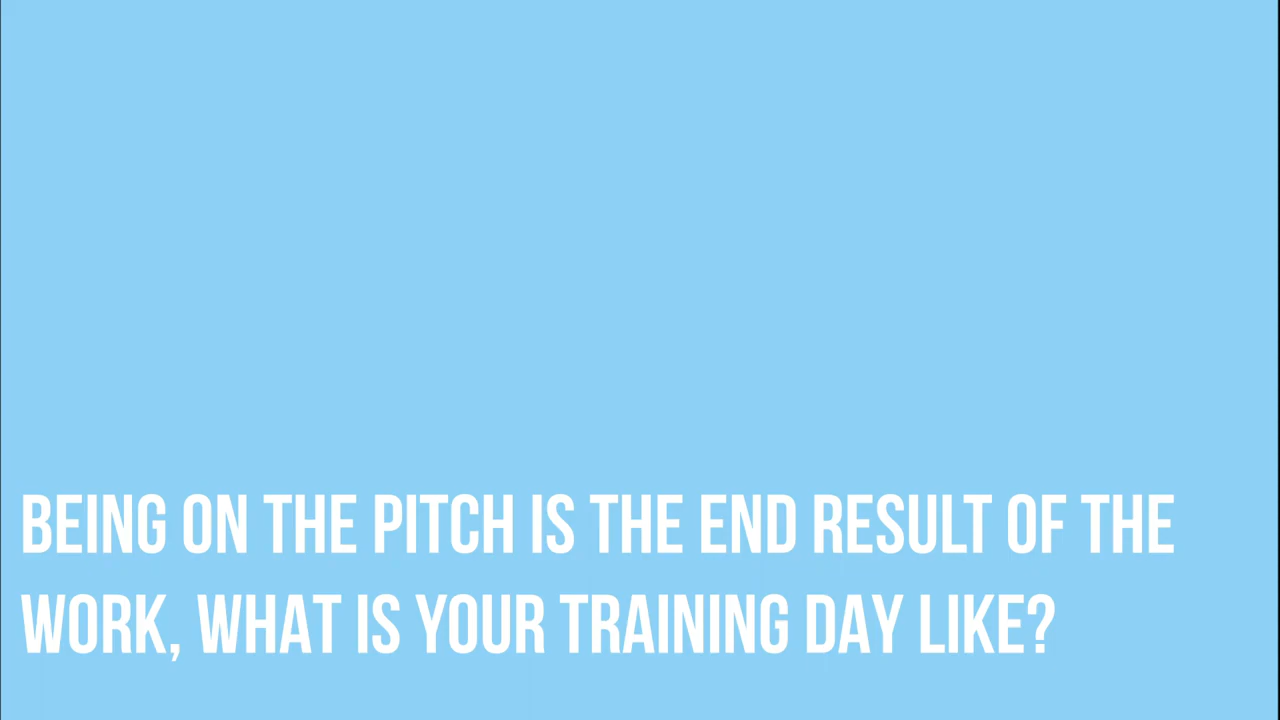 BEING ON THE PITCH IS THE END RESULT OF THE
WORK, WHAT IS YOUR TRAINING DAY LIKE?